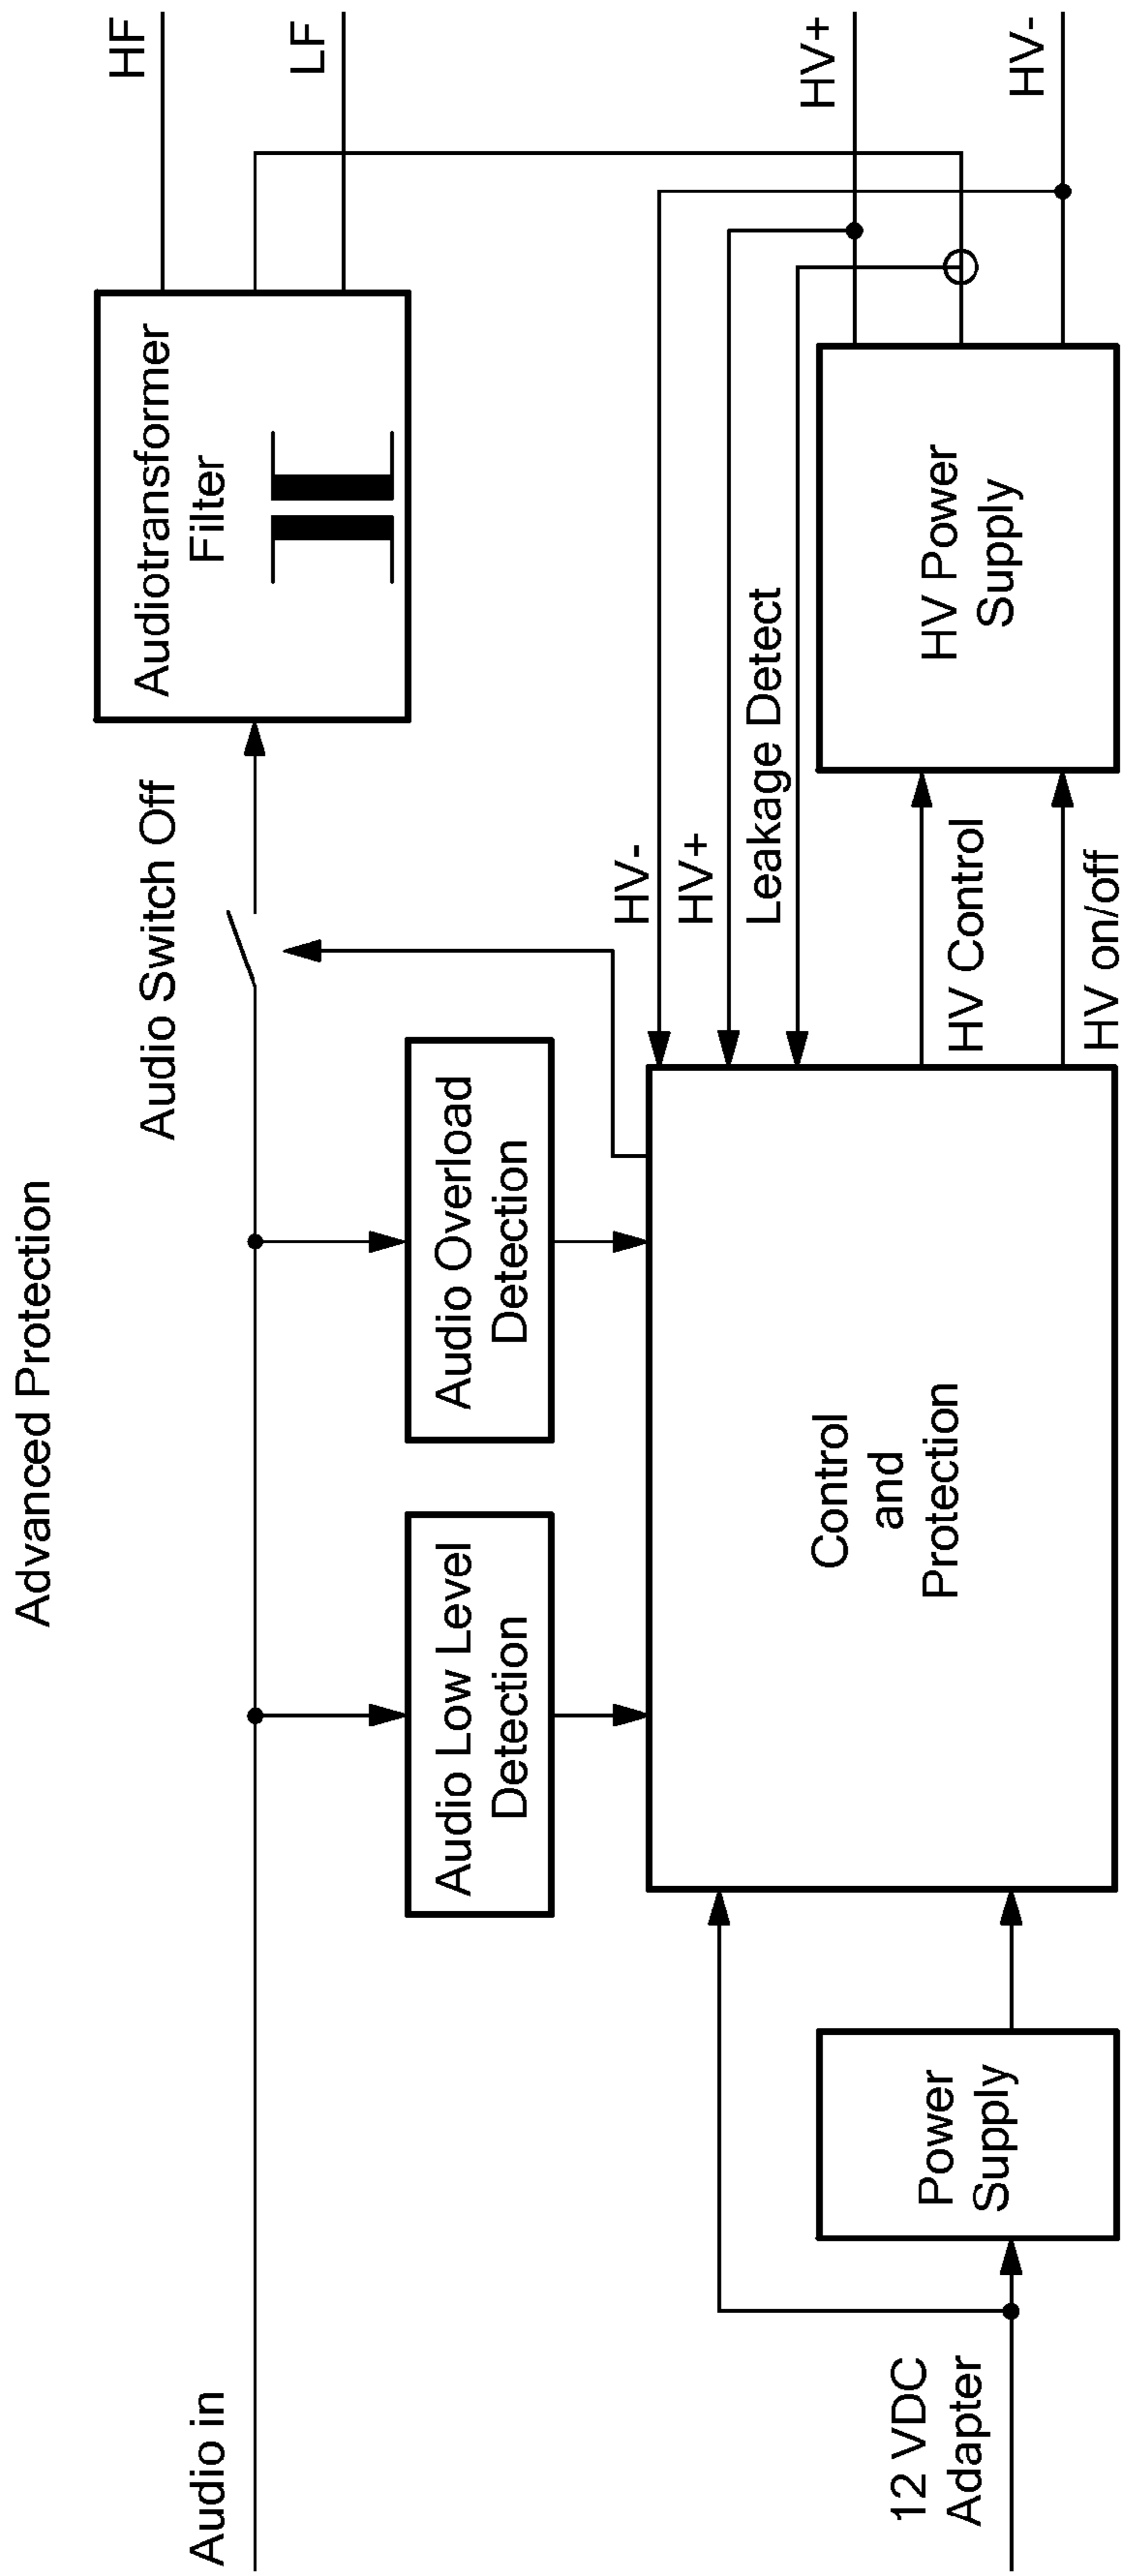 Advanced Protection
Audio in
Audio Switch Off
Audiotransformer
Filter
HF
LF
Audio Low Level
Detection
Audio Overload
Detection
HV-
HV+
Leakage Detect
HV+
HV-
12 VDC
Adapter
Power
Supply
Control
and
Protection
HV Control
HV on/off
HV Power
Supply